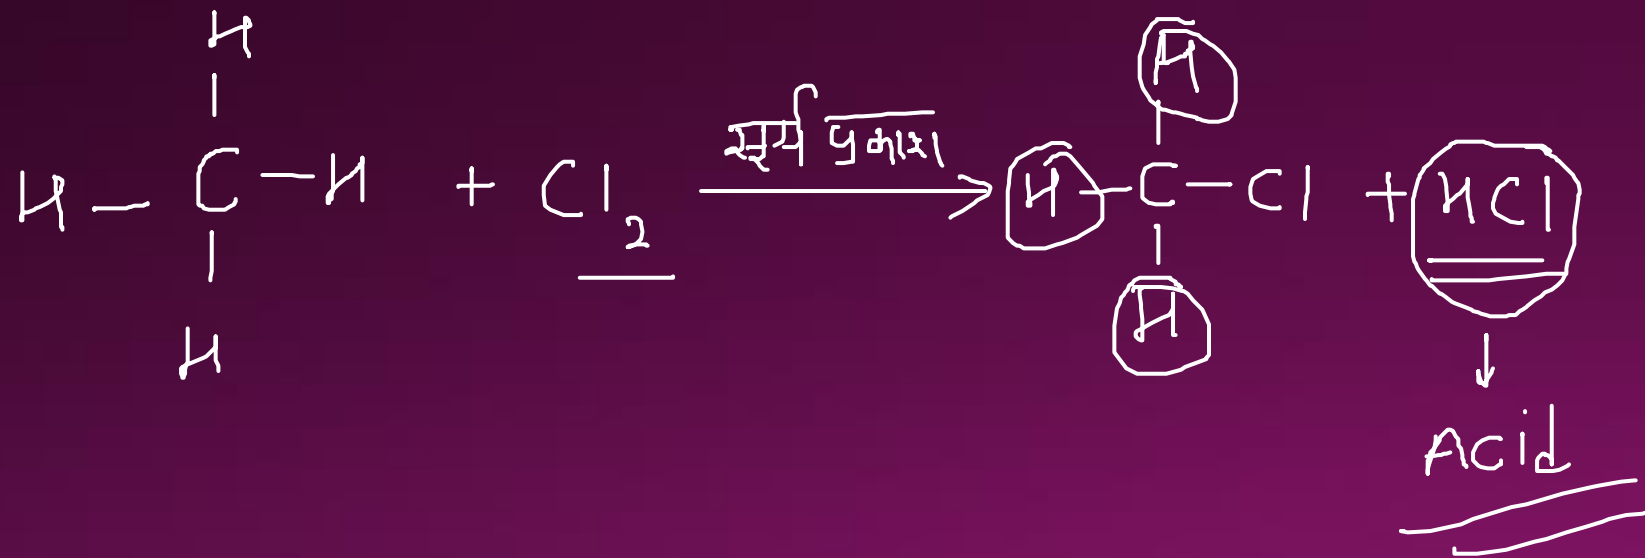 H H
सूर्य प्रकाश
H – C – H + Cl₂ → H – C – Cl + HCl
H H
Acid